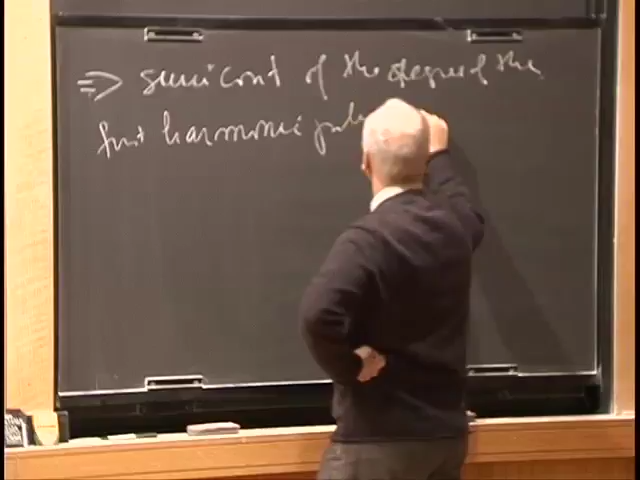 ⇒ semicont of the degree of the
first harmonic